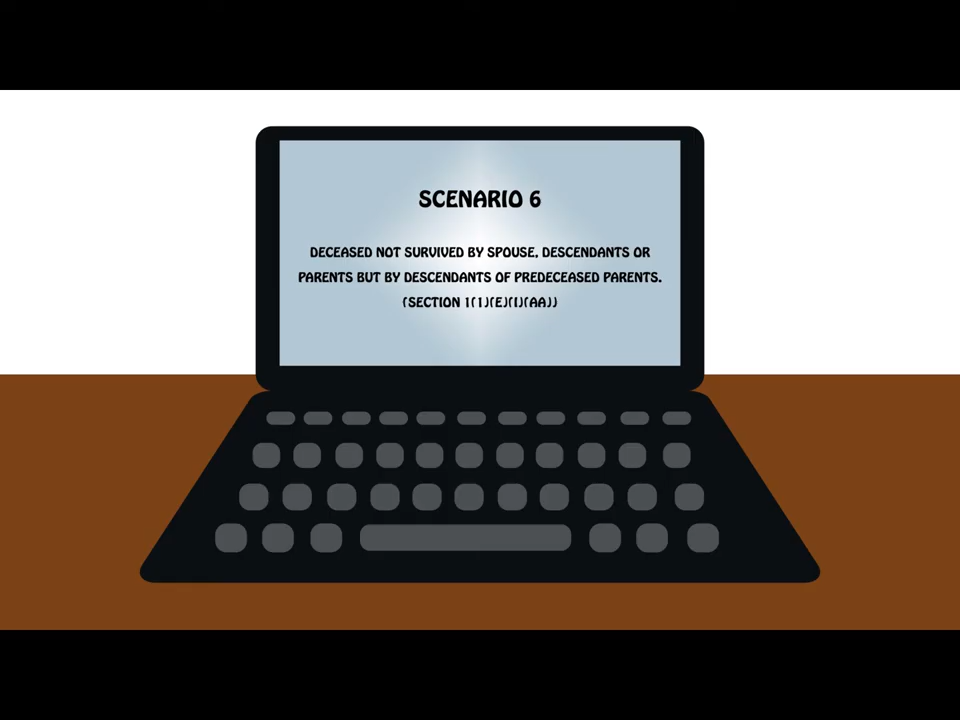 SCENARIO 6
DECEASED NOT SURVIVED BY SPOUSE, DESCENDANTS OR
PARENTS BUT BY DESCENDANTS OF PREDECEASED PARENTS.
(SECTION 1(1)(E)(I)(AA))